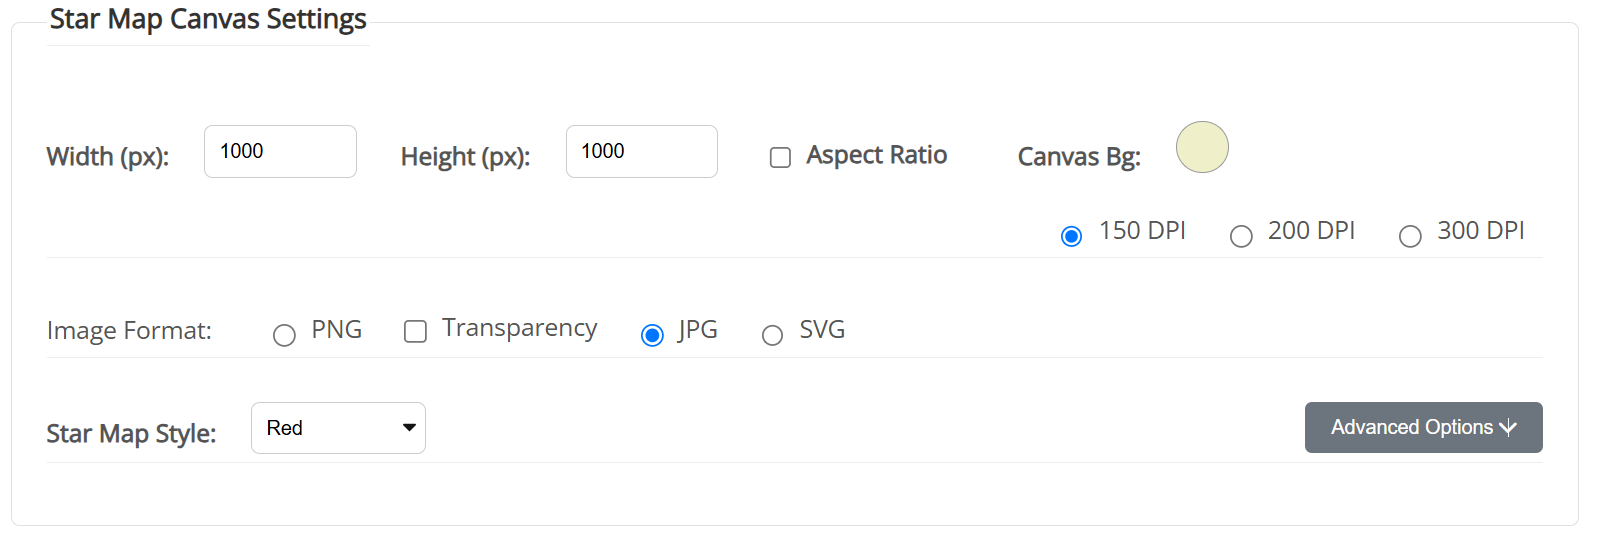 Star Map Canvas Settings
Width (px): 1000 Height (px): 1000 Aspect Ratio Canvas Bg:
150 DPI 200 DPI 300 DPI
Image Format: PNG Transparency JPG SVG
Star Map Style: Red Advanced Options